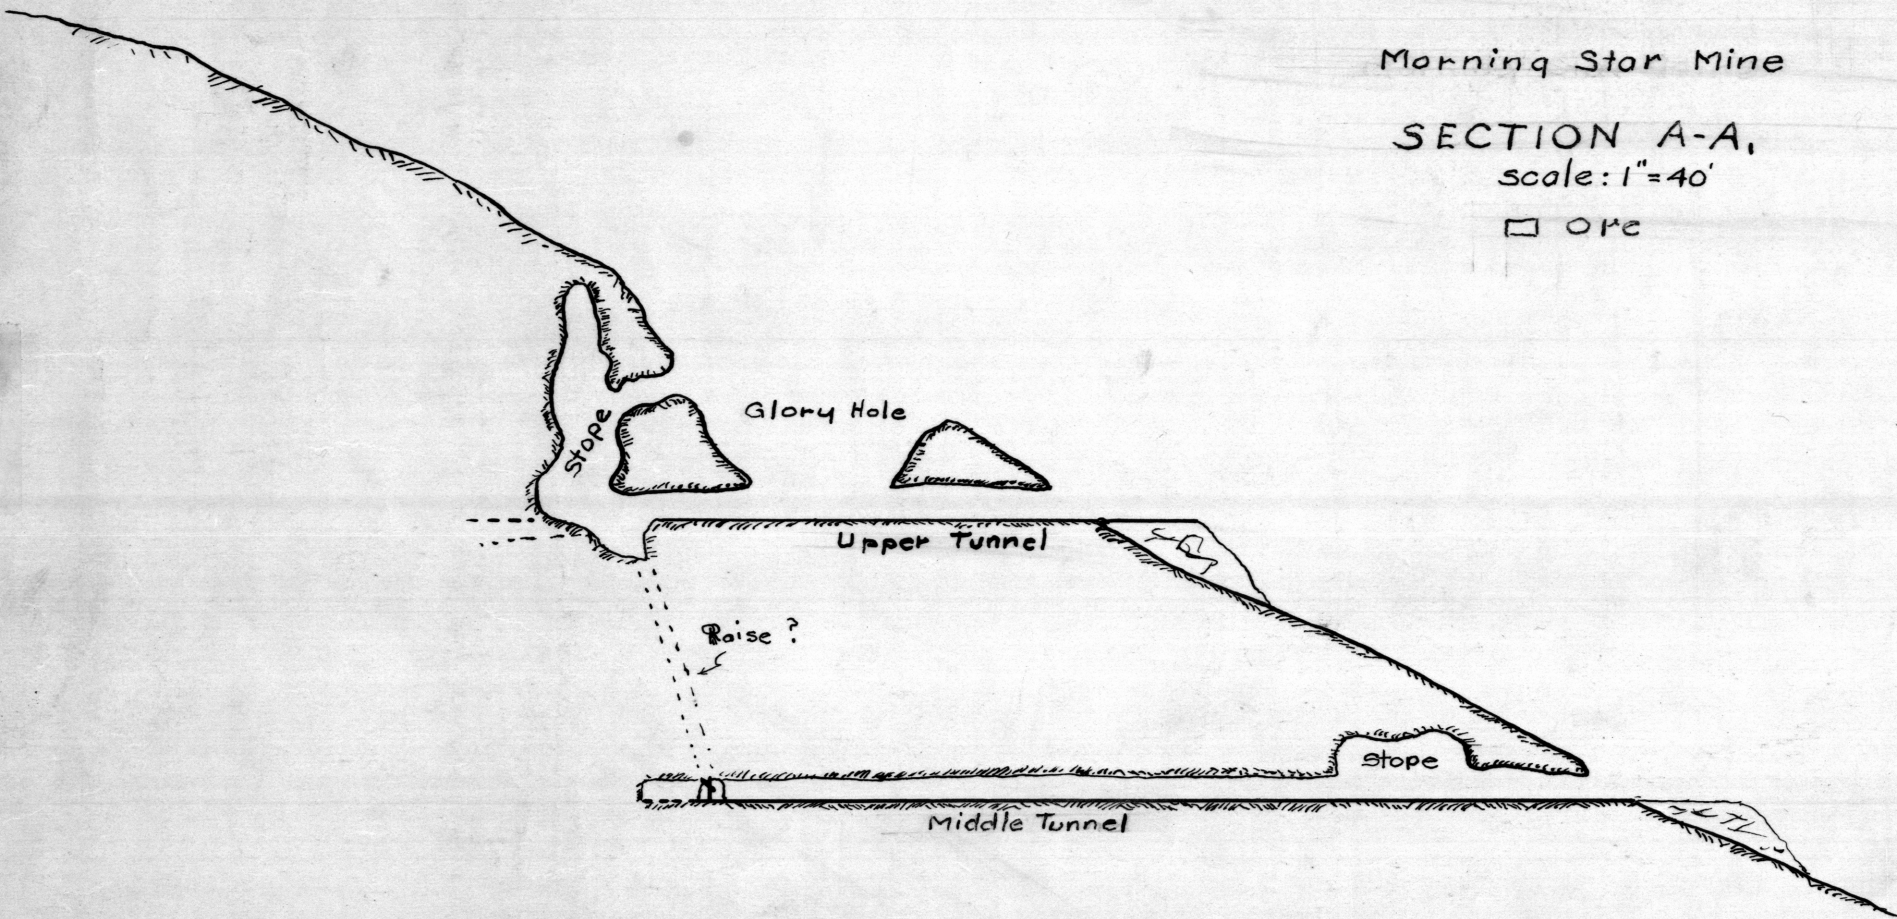 Morning Star Mine
SECTION A-A,
scale: 1"=40'
Ore
Glory Hole
Stope
Upper Tunnel
Raise ?
Stope
Middle Tunnel